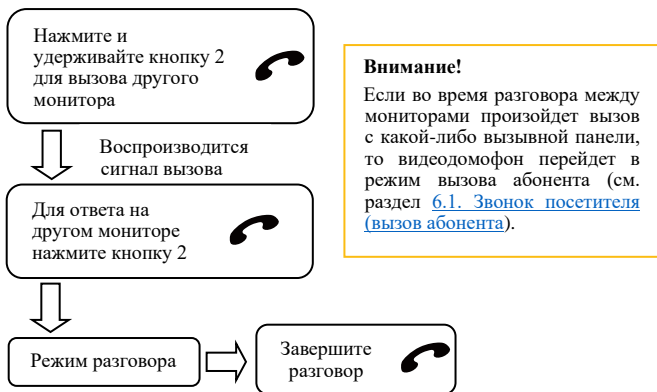 Нажмите и
удерживайте кнопку 2
для вызова другого
монитора
Воспроизводится
сигнал вызова
Для ответа на
другом мониторе
нажмите кнопку 2
Режим разговора
Завершите
разговор
Внимание!
Если во время разговора между
мониторами произойдет вызов
с какой-либо вызывной панели,
то видеодомофон перейдет в
режим вызова абонента (см.
раздел 6.1. Звонок посетителя
(вызов абонента).